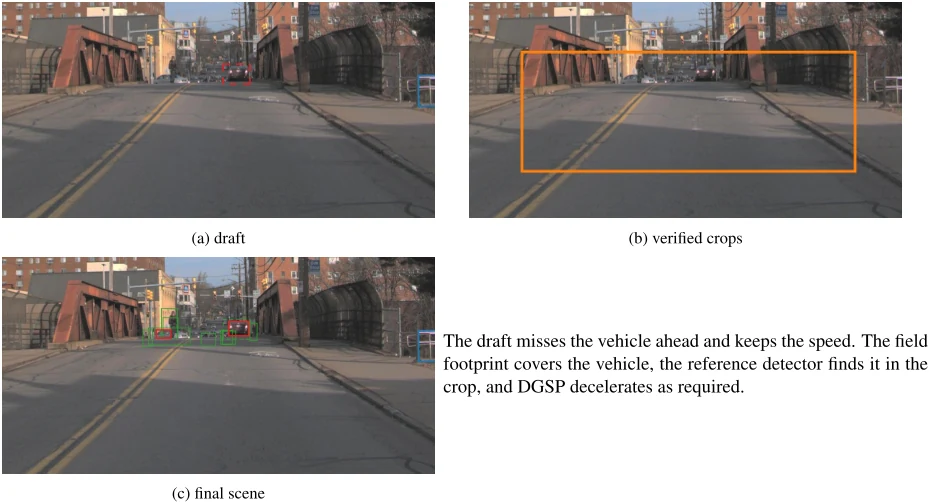 (a) draft
(b) verified crops
The draft misses the vehicle ahead and keeps the speed. The field
footprint covers the vehicle, the reference detector finds it in the
crop, and DGSP decelerates as required.
(c) final scene